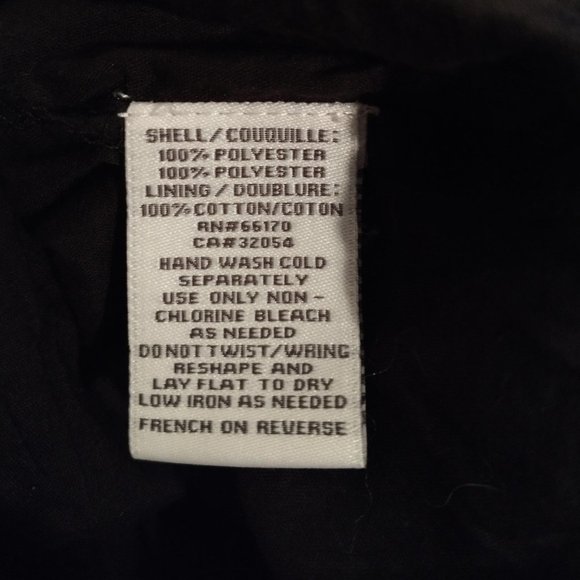 SHELL/COUQUILLE:
100% POLYESTER
100% POLYESTER
LINING/DOUBLURE:
100%COTTON/COTON
RN#66170
CA#32054
HAND WASH COLD
SEPARATELY
USE ONLY NON-
CHLORINE BLEACH
AS NEEDED
DO NOT TWIST/WRING
RESHAPE AND
LAY FLAT TO DRY
LOW IRON AS NEEDED
FRENCH ON REVERSE